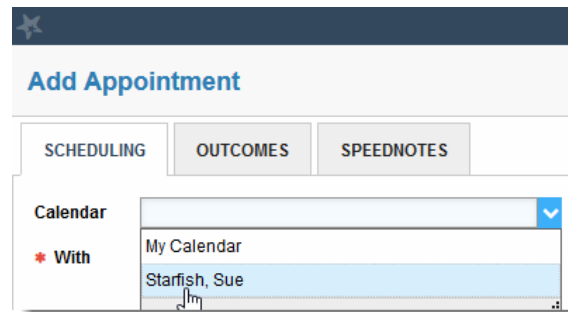 Add Appointment
SCHEDULING OUTCOMES SPEEDNOTES
Calendar
My Calendar
* With
Starfish, Sue